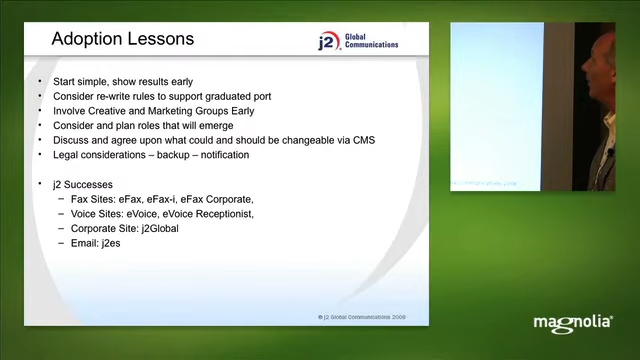 Adoption Lessons
j2 Global Communications
• Start simple, show results early
• Consider re-write rules to support graduated port
• Involve Creative and Marketing Groups Early
• Consider and plan roles that will emerge
• Discuss and agree upon what could and should be changeable via CMS
• Legal considerations – backup – notification
• j2 Successes
– Fax Sites: eFax, eFax-i, eFax Corporate,
– Voice Sites: eVoice, eVoice Receptionist,
– Corporate Site: j2Global
– Email: j2es
© j2 Global Communications 2009
magnolia